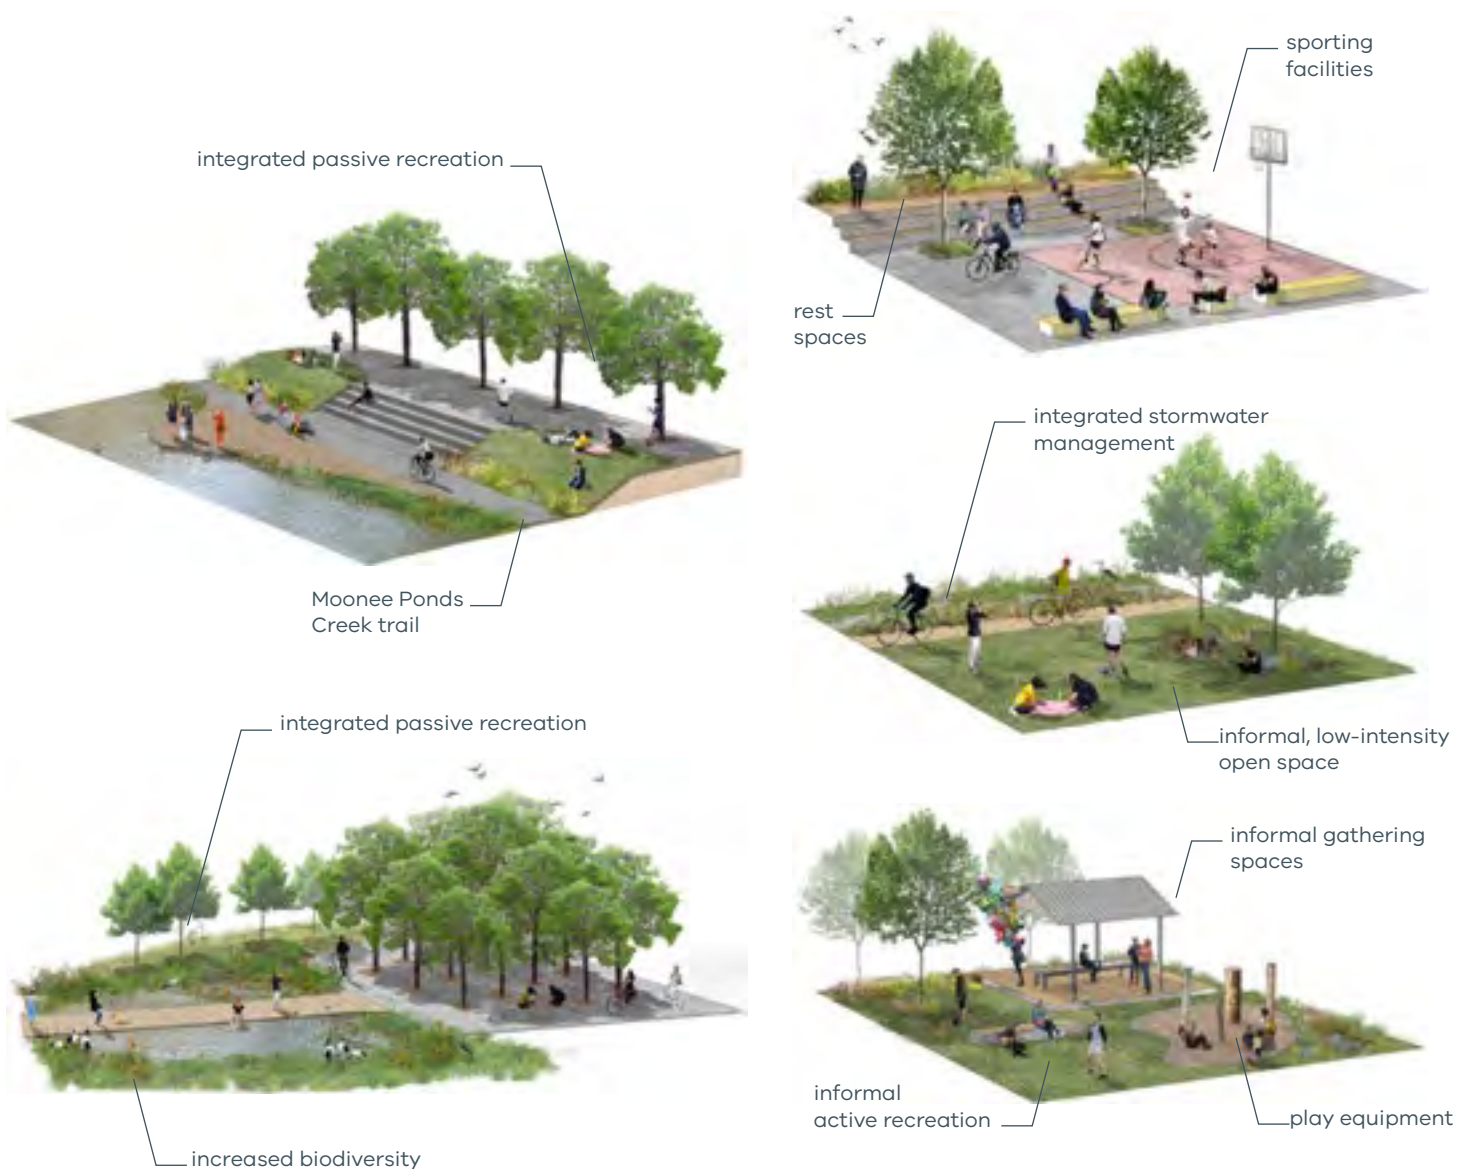 integrated passive recreation
Moonee Ponds
Creek trail
integrated passive recreation
increased biodiversity
sporting
facilities
rest
spaces
integrated stormwater
management
informal, low-intensity
open space
informal gathering
spaces
informal
active recreation
play equipment